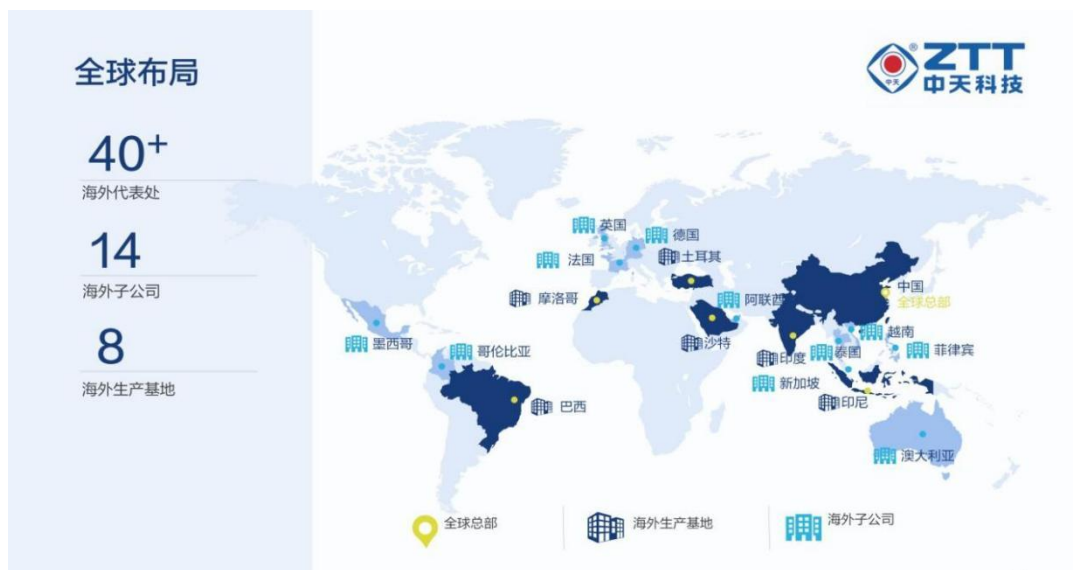 全球布局
ZTT
中天
中天科技
40+
海外代表处
14
海外子公司
8
海外生产基地
英国
德国
法国
土耳其
中国
全球总部
摩洛哥
阿联酋
越南
墨西哥
哥伦比亚
沙特
印度
泰国
菲律宾
新加坡
巴西
印尼
澳大利亚
全球总部
海外生产基地
海外子公司